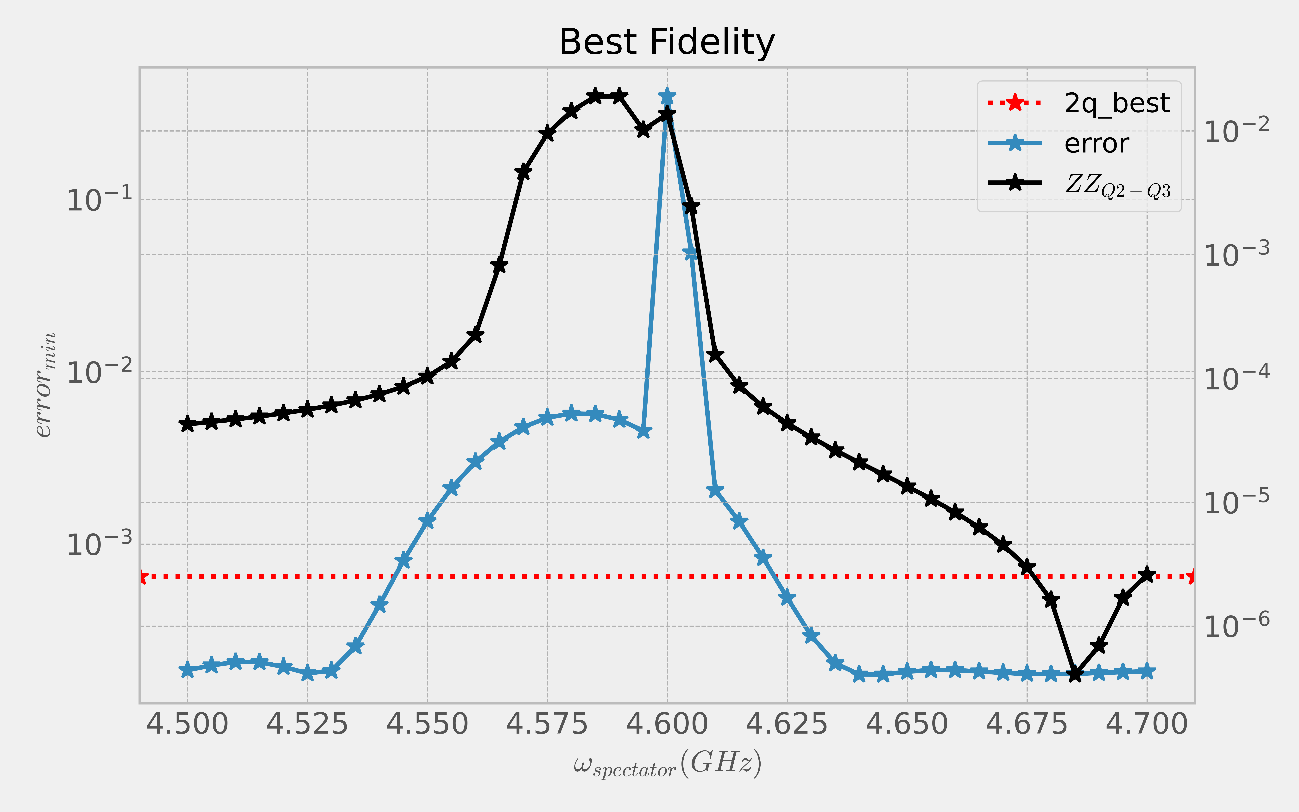 Best Fidelity
2q_best
error
ZZ_{Q2-Q3}
error_{min}
10^{-1}
10^{-2}
10^{-3}
10^{-2}
10^{-3}
10^{-4}
10^{-5}
10^{-6}
4.500 4.525 4.550 4.575 4.600 4.625 4.650 4.675 4.700
ω_{spectator}(GHz)